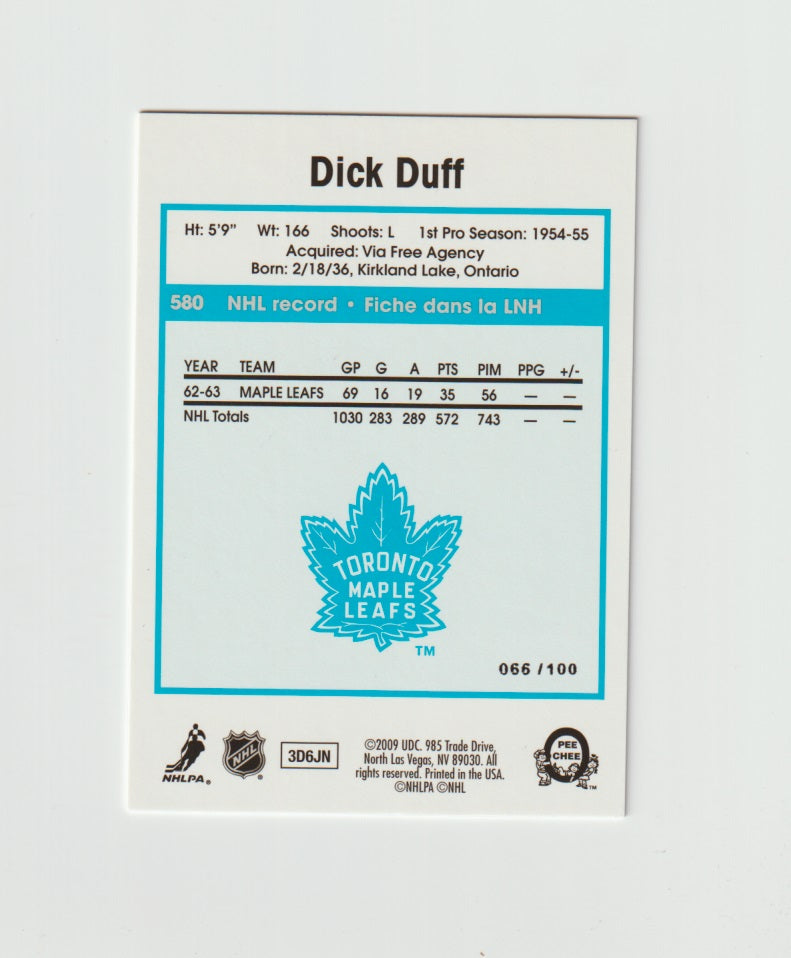 Dick Duff
Ht: 5'9" Wt: 166 Shoots: L 1st Pro Season: 1954-55
Acquired: Via Free Agency
Born: 2/18/36, Kirkland Lake, Ontario
580 NHL record • Fiche dans la LNH
YEAR TEAM GP G A PTS PIM PPG +/-
62-63 MAPLE LEAFS 69 16 19 35 56 — —
NHL Totals 1030 283 289 572 743 — —
TORONTO
MAPLE
LEAFS
TM
066 / 100
NHLPA®
NHL®
3D6JN
©2009 UDC. 985 Trade Drive,
North Las Vegas, NV 89030. All
rights reserved. Printed in the USA.
©NHLPA ©NHL
O
PEE
CHEE
TM